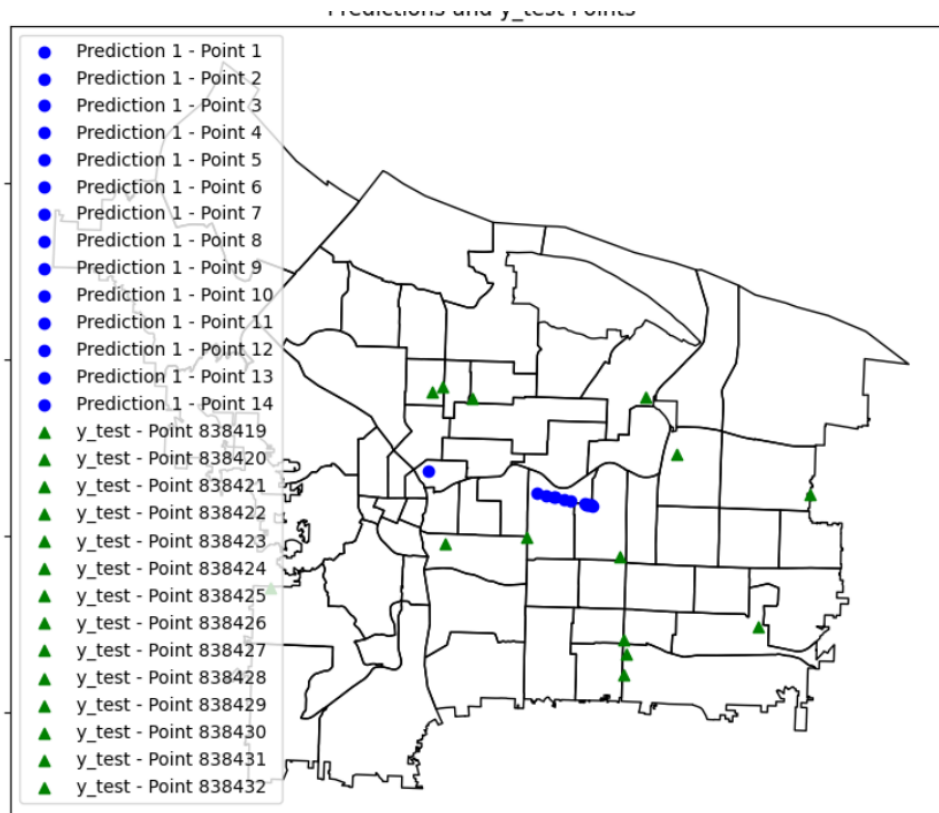 Predictions and y_test Points
Prediction 1 - Point 1
Prediction 1 - Point 2
Prediction 1 - Point 3
Prediction 1 - Point 4
Prediction 1 - Point 5
Prediction 1 - Point 6
Prediction 1 - Point 7
Prediction 1 - Point 8
Prediction 1 - Point 9
Prediction 1 - Point 10
Prediction 1 - Point 11
Prediction 1 - Point 12
Prediction 1 - Point 13
Prediction 1 - Point 14
y_test - Point 838419
y_test - Point 838420
y_test - Point 838421
y_test - Point 838422
y_test - Point 838423
y_test - Point 838424
y_test - Point 838425
y_test - Point 838426
y_test - Point 838427
y_test - Point 838428
y_test - Point 838429
y_test - Point 838430
y_test - Point 838431
y_test - Point 838432